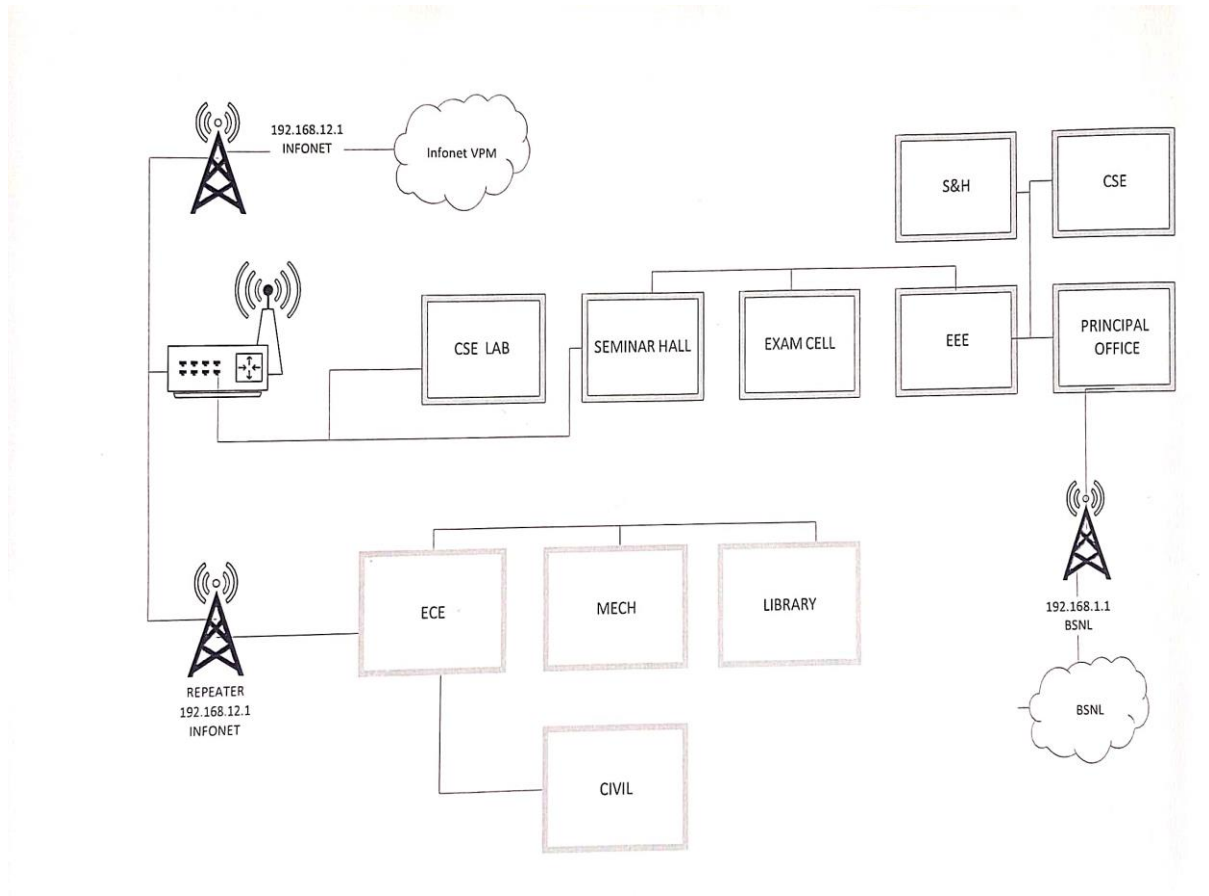 192.168.12.1
INFONET
Infonet VPM
S&H
CSE
CSE LAB
SEMINAR HALL
EXAM CELL
EEE
PRINCIPAL
OFFICE
ECE
MECH
LIBRARY
192.168.1.1
BSNL
REPEATER
192.168.12.1
INFONET
BSNL
CIVIL